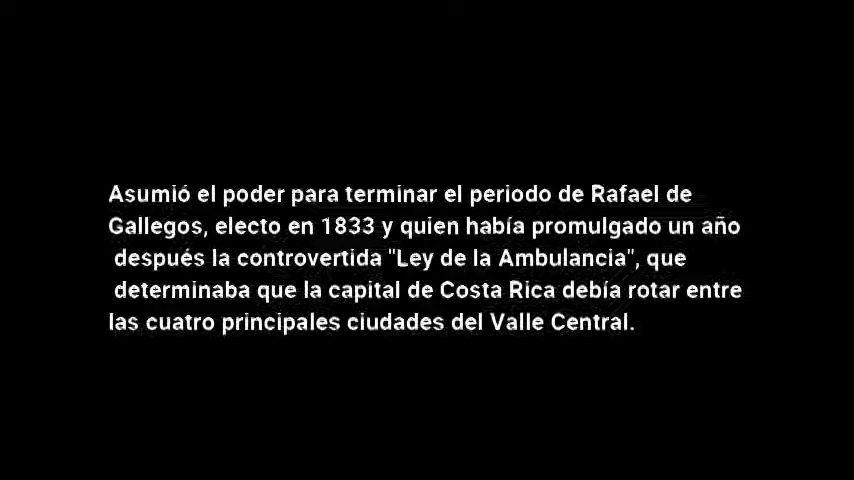 Asumió el poder para terminar el periodo de Rafael de
Gallegos, electo en 1833 y quien había promulgado un año
después la controvertida "Ley de la Ambulancia", que
determinaba que la capital de Costa Rica debía rotar entre
las cuatro principales ciudades del Valle Central.